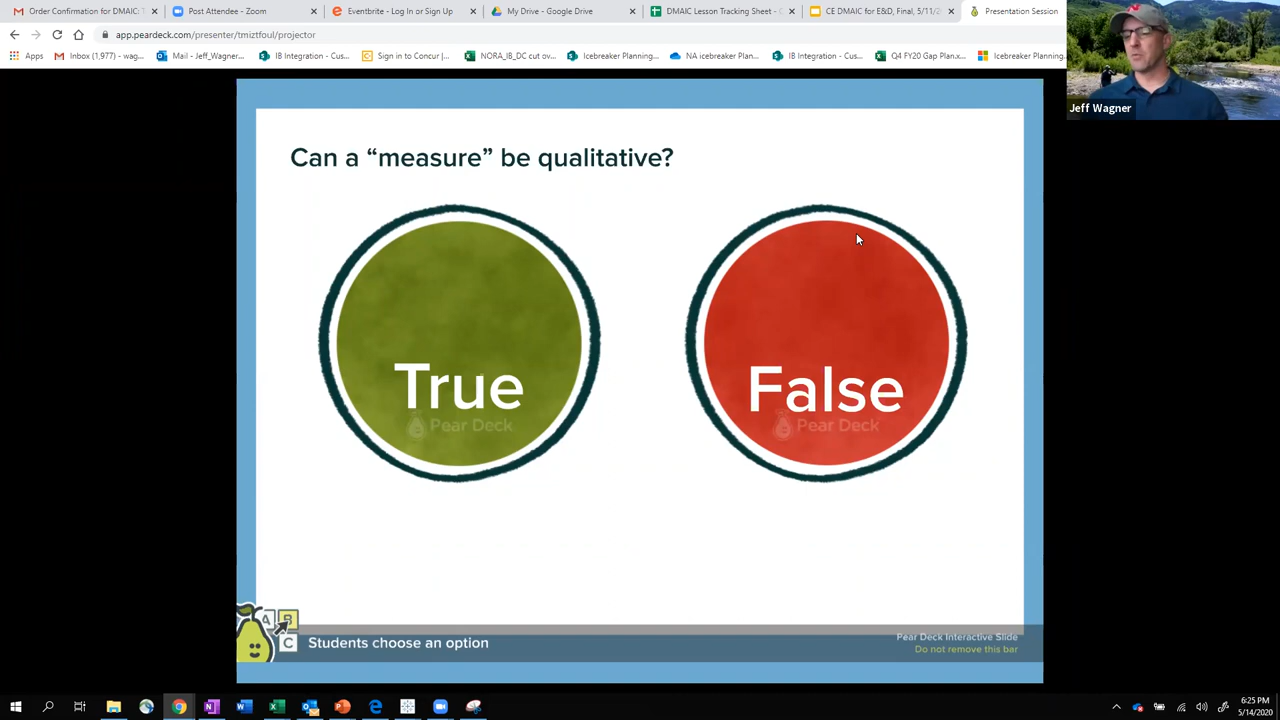 Order Confirmation for DMAIC: T
Post Attendee - Zoom
Eventbrite - Log In or Sign Up
My Drive - Google Drive
DMAIC Lesson Tracking Sheet - G
CE DMAIC for E&D, Final, 5/11/2
Presentation Session
app.peardeck.com/presenter/tmiztfoul/projector
Apps
Inbox (1,977) - wag...
Jeff_Wagner...
IB Integration - Cus...
Sign in to Concur |...
NORA_IB_DC cut ov...
Icebreaker Planning...
NA icebreaker Plan...
IB Integration - Cus...
Q4 FY20 Gap Plan.x...
Icebreaker Planning
Jeff Wagner
Can a “measure” be qualitative?
True
False
Pear Deck
Pear Deck
A
B
C
Students choose an option
Pear Deck Interactive Slide
Do not remove this bar
6:25 PM
5/14/2020